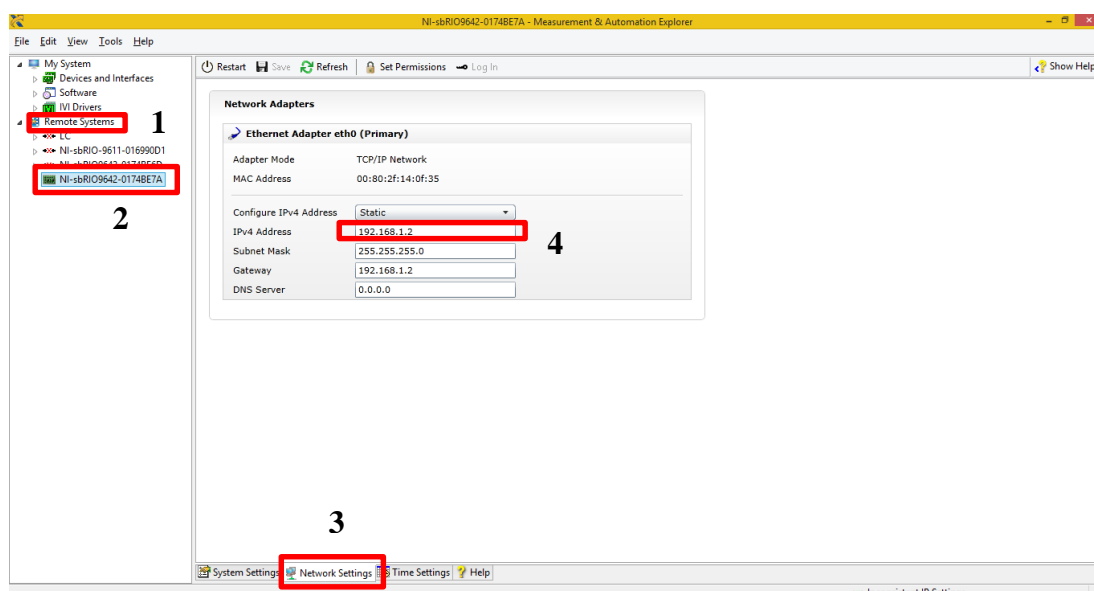 NI-sbRIO9642-0174BE7A - Measurement & Automation Explorer
File Edit View Tools Help
My System
Devices and Interfaces
Software
IVI Drivers
Remote Systems
1
LC
NI-sbRIO-9611-016990D1
NI-sbRIO9642-0174BE7A
2
Restart Save Refresh Set Permissions Log In Show Help
Network Adapters
Ethernet Adapter eth0 (Primary)
Adapter Mode TCP/IP Network
MAC Address 00:80:2f:14:0f:35
Configure IPv4 Address Static
IPv4 Address 192.168.1.2
4
Subnet Mask 255.255.255.0
Gateway 192.168.1.2
DNS Server 0.0.0.0
3
System Settings Network Settings Time Settings Help